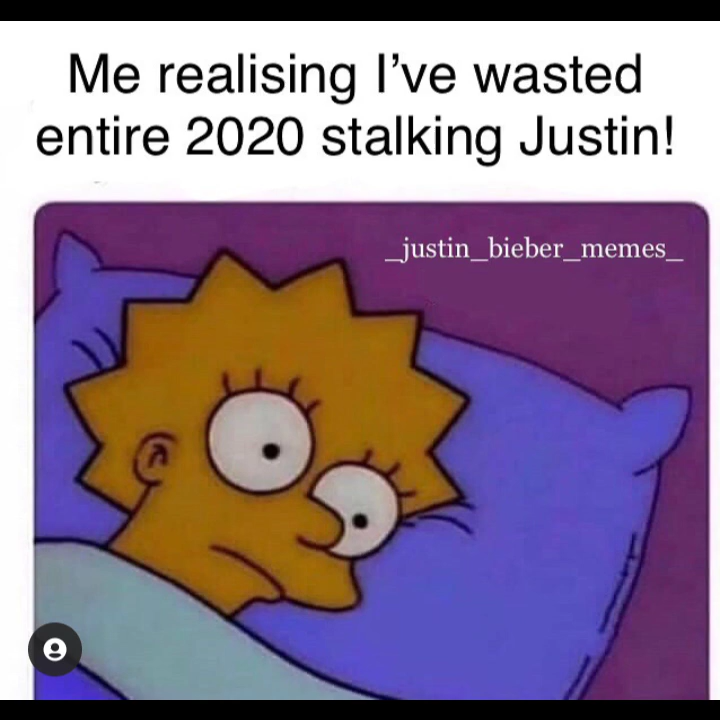 Me realising I’ve wasted
entire 2020 stalking Justin!
_justin_bieber_memes_